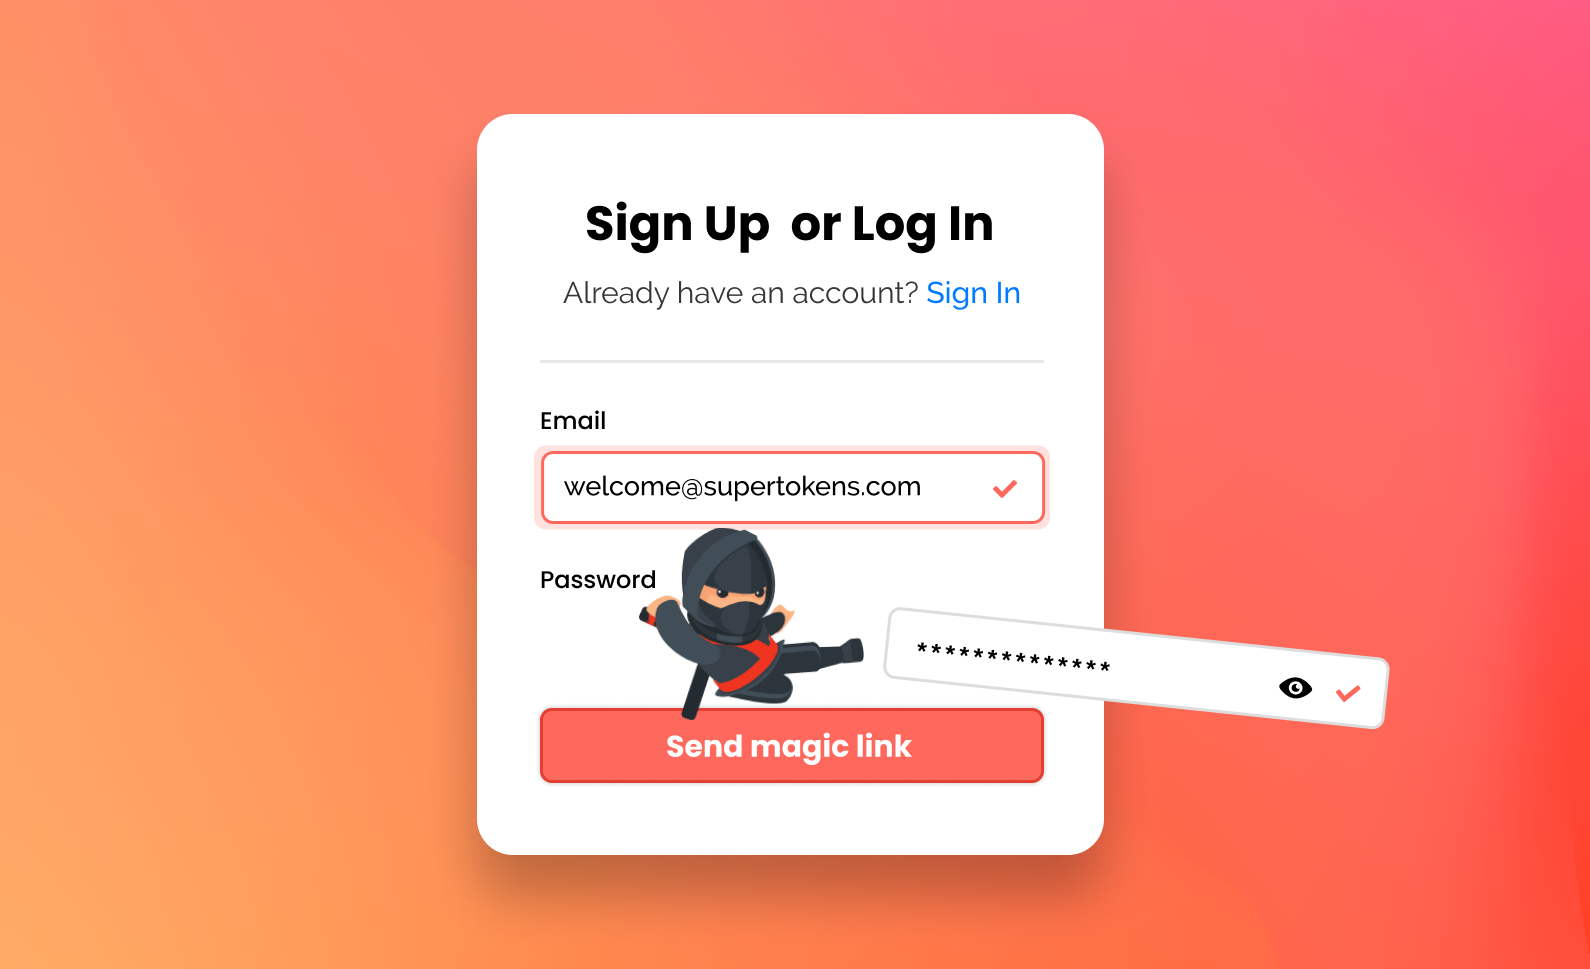 Sign Up or Log In
Already have an account? Sign In
Email
welcome@supertokens.com
Password
**************
Send magic link